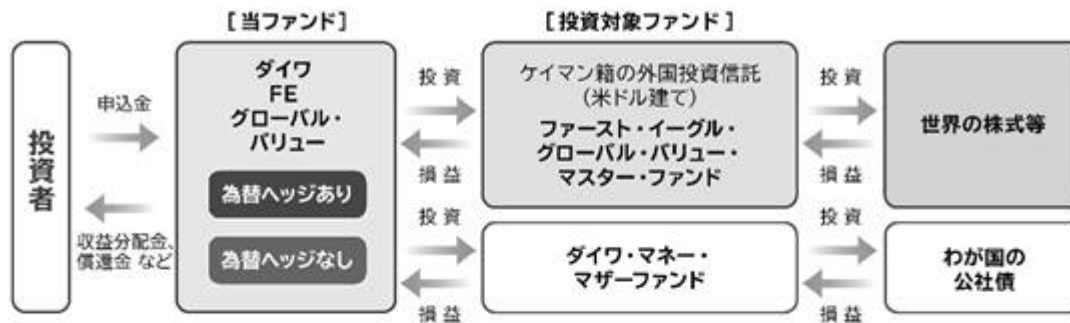 [当ファンド]
[投資対象ファンド]
投資者
申込金
収益分配金、
償還金 など
ダイワ
FE
グローバル・
バリュー
為替ヘッジあり
為替ヘッジなし
投資
損益
投資
損益
ケイマン籍の外国投資信託
（米ドル建て）
ファースト・イーグル・
グローバル・バリュー・
マスター・ファンド
ダイワ・マネー・
マザーファンド
投資
損益
投資
損益
世界の株式等
わが国の
公社債